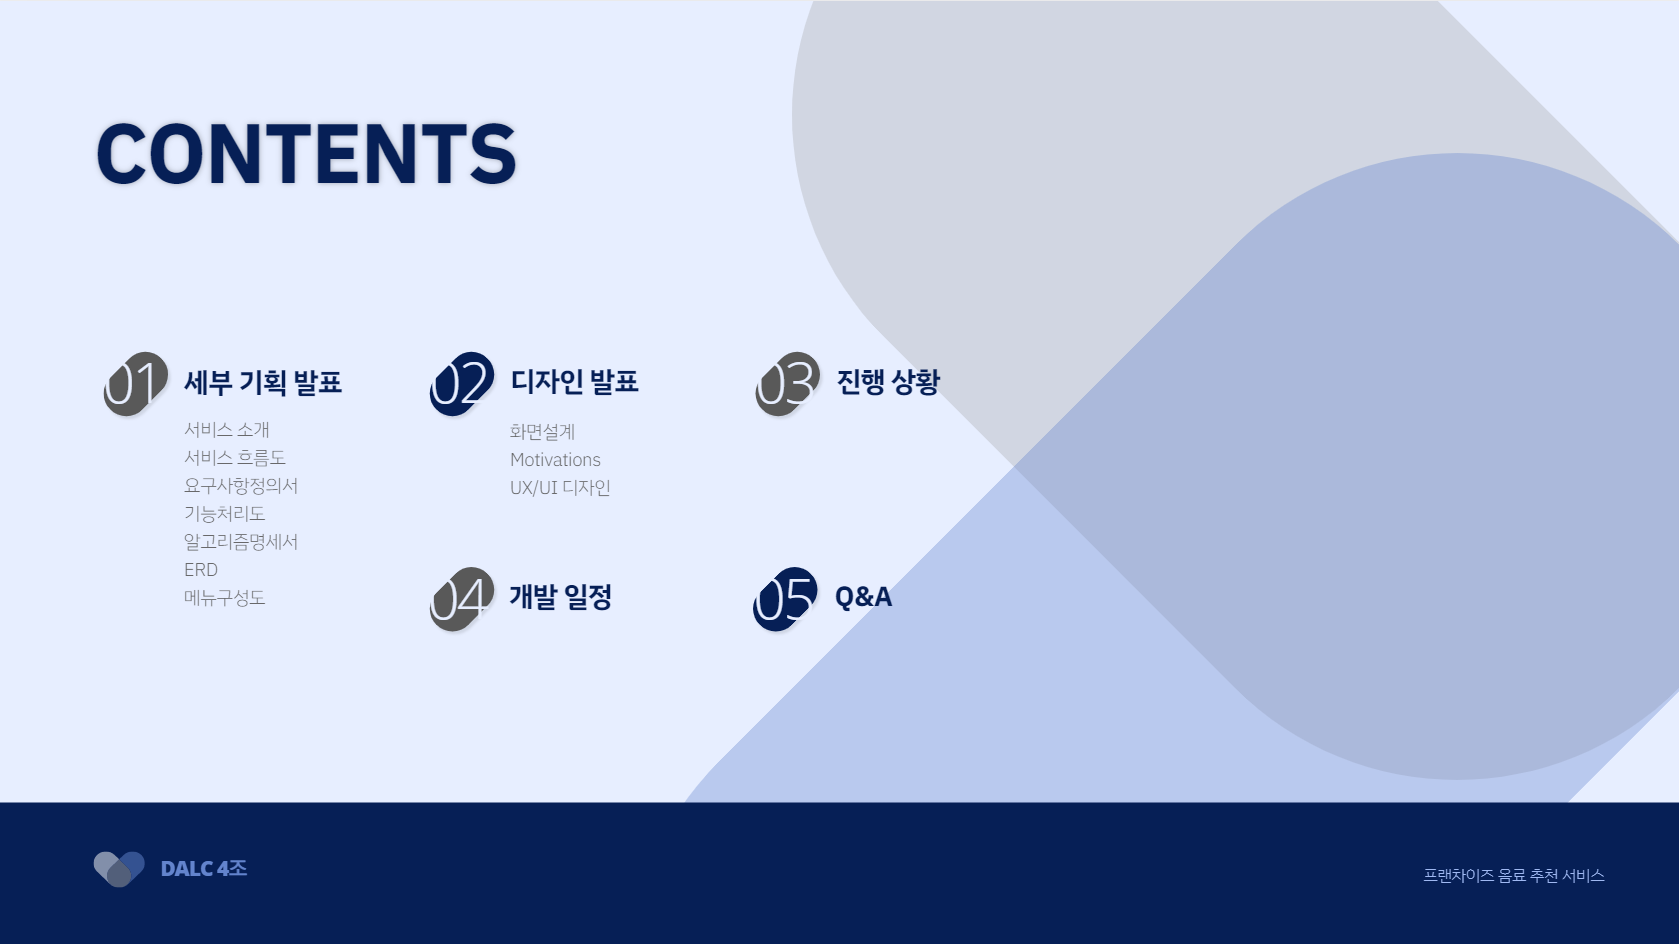 CONTENTS
01 세부 기획 발표
서비스 소개
서비스 흐름도
요구사항정의서
기능처리도
알고리즘명세서
ERD
메뉴구성도
02 디자인 발표
화면설계
Motivations
UX/UI 디자인
03 진행 상황
04 개발 일정
05 Q&A
DALC 4조
프랜차이즈 음료 추천 서비스